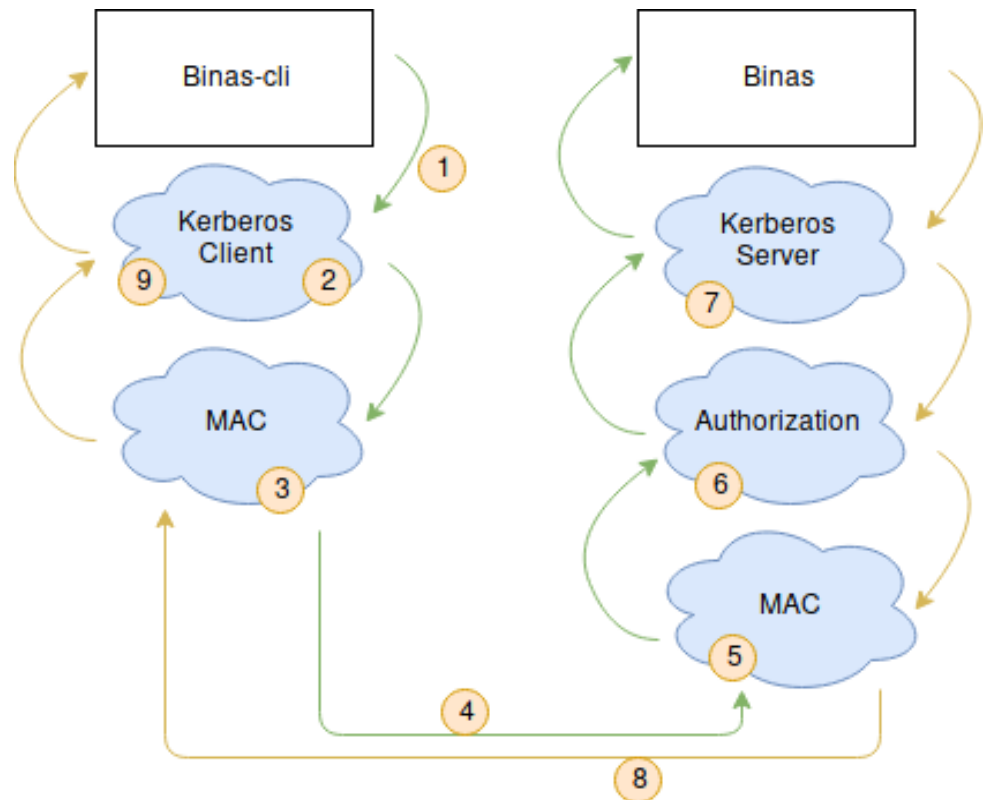 Binas-cli
Binas
1
Kerberos
Client
9
2
Kerberos
Server
7
MAC
3
Authorization
6
MAC
5
4
8